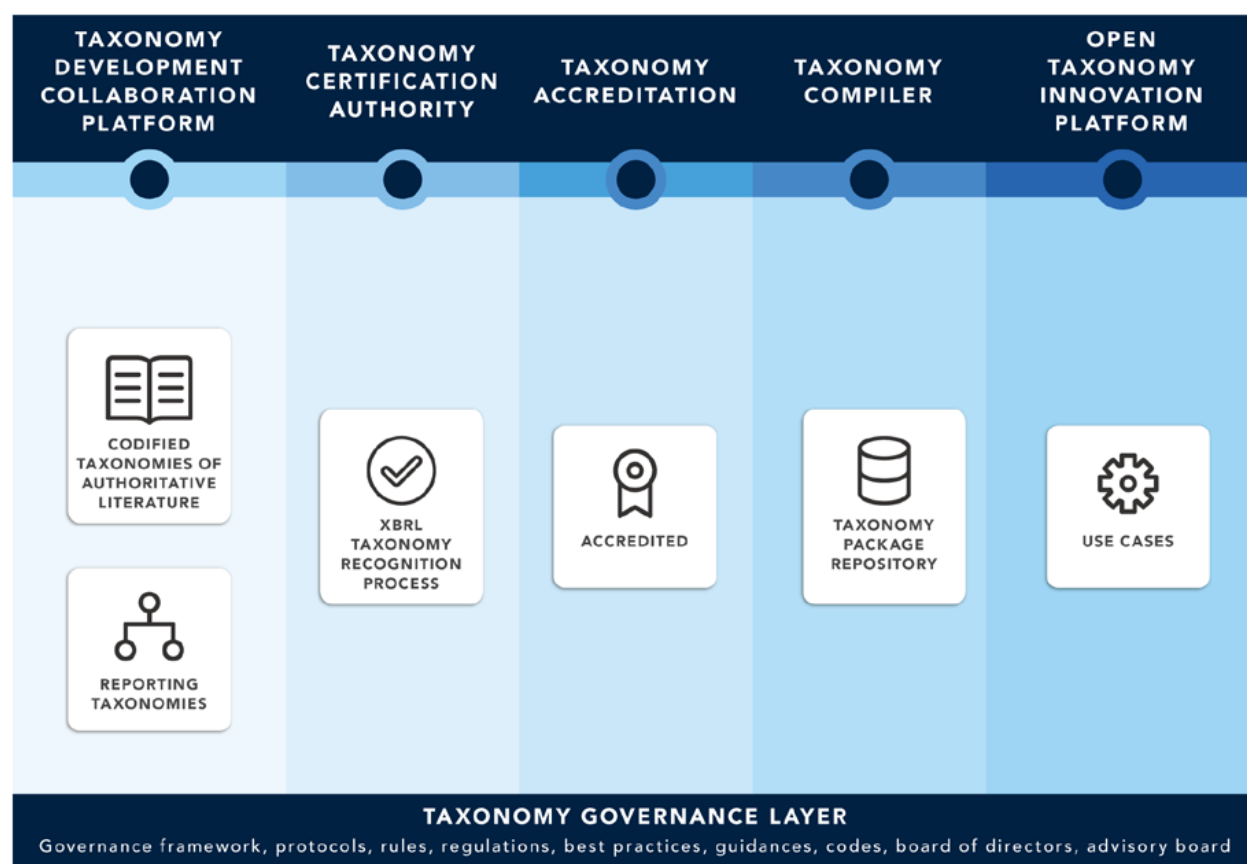 TAXONOMY
DEVELOPMENT
COLLABORATION
PLATFORM
TAXONOMY
CERTIFICATION
AUTHORITY
TAXONOMY
ACCREDITATION
TAXONOMY
COMPILER
OPEN
TAXONOMY
INNOVATION
PLATFORM
CODIFIED
TAXONOMIES OF
AUTHORITATIVE
LITERATURE
REPORTING
TAXONOMIES
XBRL
TAXONOMY
RECOGNITION
PROCESS
ACCREDITED
TAXONOMY
PACKAGE
REPOSITORY
USE CASES
TAXONOMY GOVERNANCE LAYER
Governance framework, protocols, rules, regulations, best practices, guidances, codes, board of directors, advisory board